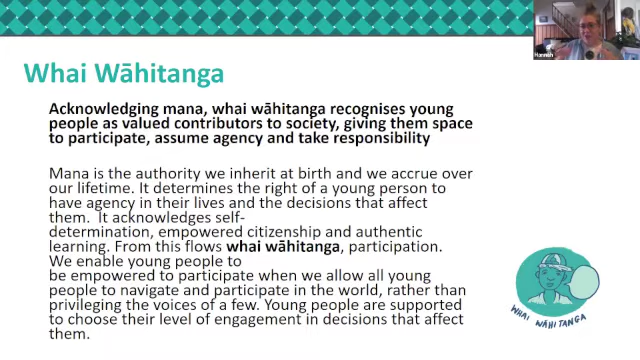 Hannah
Whai Wāhitanga
Acknowledging mana, whai wāhitanga recognises young
people as valued contributors to society, giving them space
to participate, assume agency and take responsibility
Mana is the authority we inherit at birth and we accrue over
our lifetime. It determines the right of a young person to
have agency in their lives and the decisions that affect
them.  It acknowledges self-
determination, empowered citizenship and authentic
learning. From this flows whai wāhitanga, participation.
We enable young people to
be empowered to participate when we allow all young
people to navigate and participate in the world, rather than
privileging the voices of a few. Young people are supported
to choose their level of engagement in decisions that affect
them.
WHAI WĀHITANGA